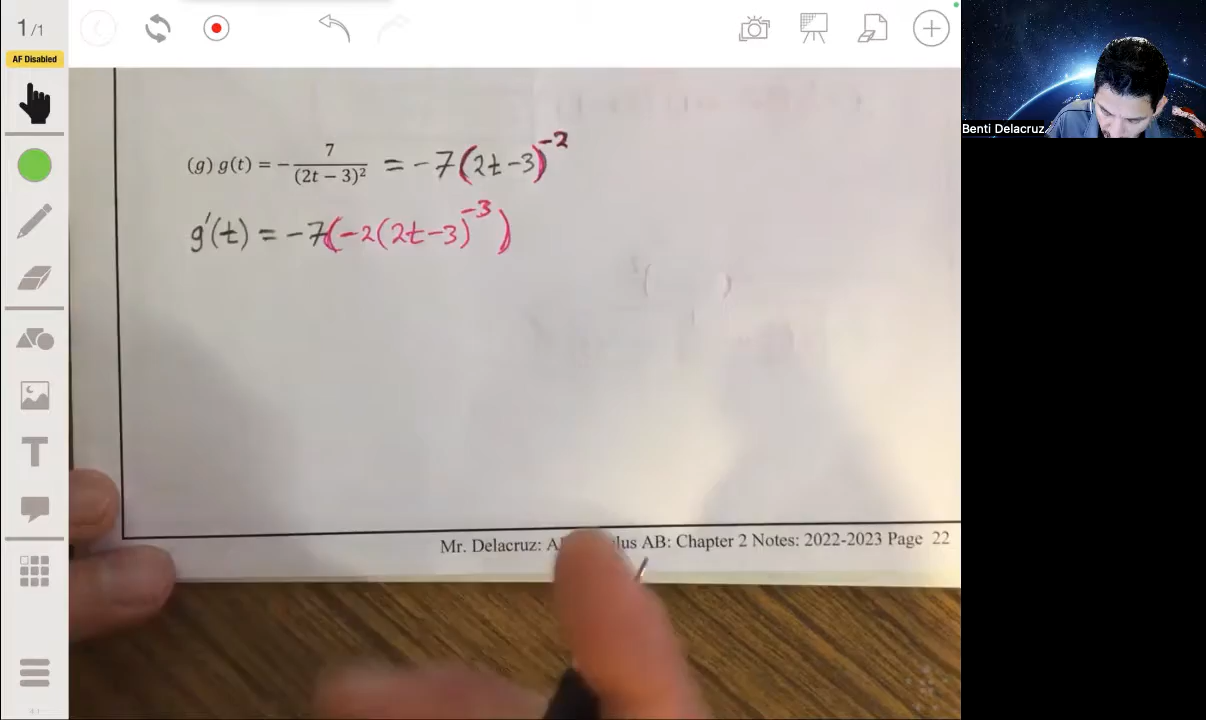 1/1
AF Disabled
Benti Delacruz
(g) g(t) = − 7/(2t − 3)² = −7(2t−3)⁻²
g'(t) = −7(−2(2t−3)⁻³)
T
Mr. Delacruz: AB: Chapter 2 Notes: 2022-2023 Page 22